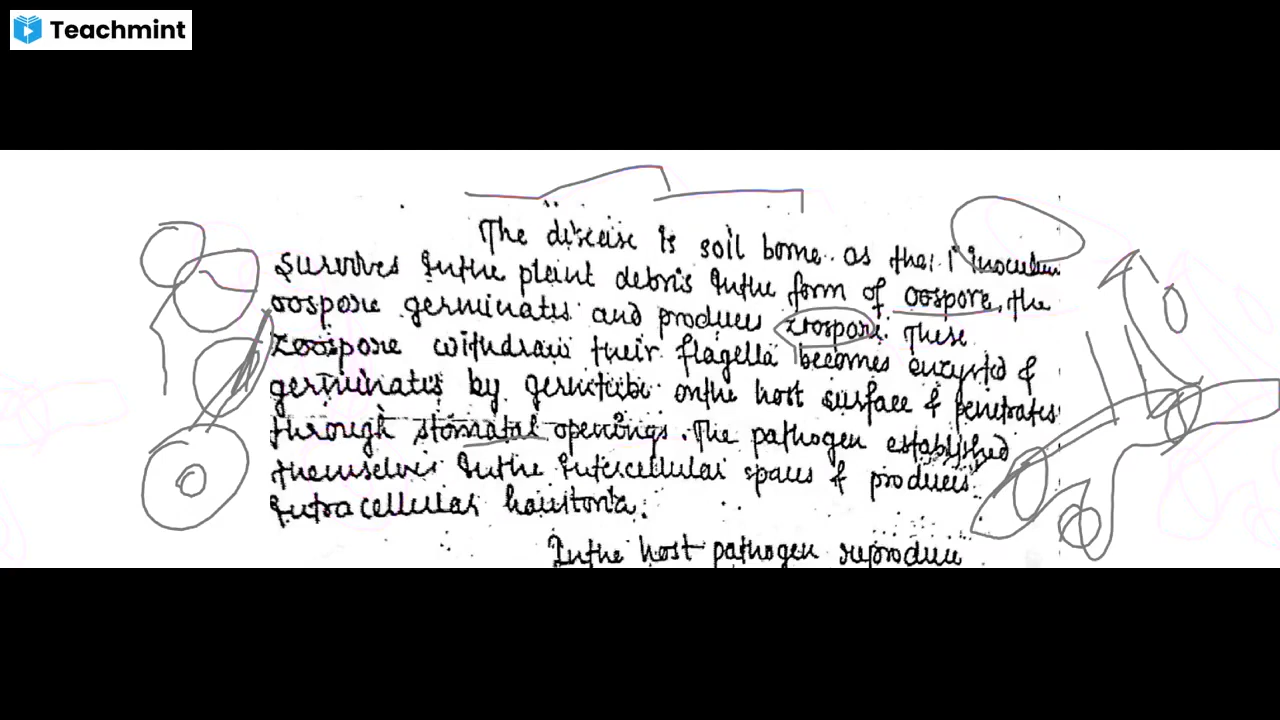 Teachmint
The disease is soil borne as the 1° inoculum
survives in the plant debris in the form of oospore, the
oospore germinates and produces zoospore. These
zoospore withdraw their flagella becomes encysted &
germinates by germtube on the host surface & penetrates
through stomatal openings. The pathogen established
themselves in the intercellular spaces & produces
intracellular haustoria.
In the host pathogen reproduce